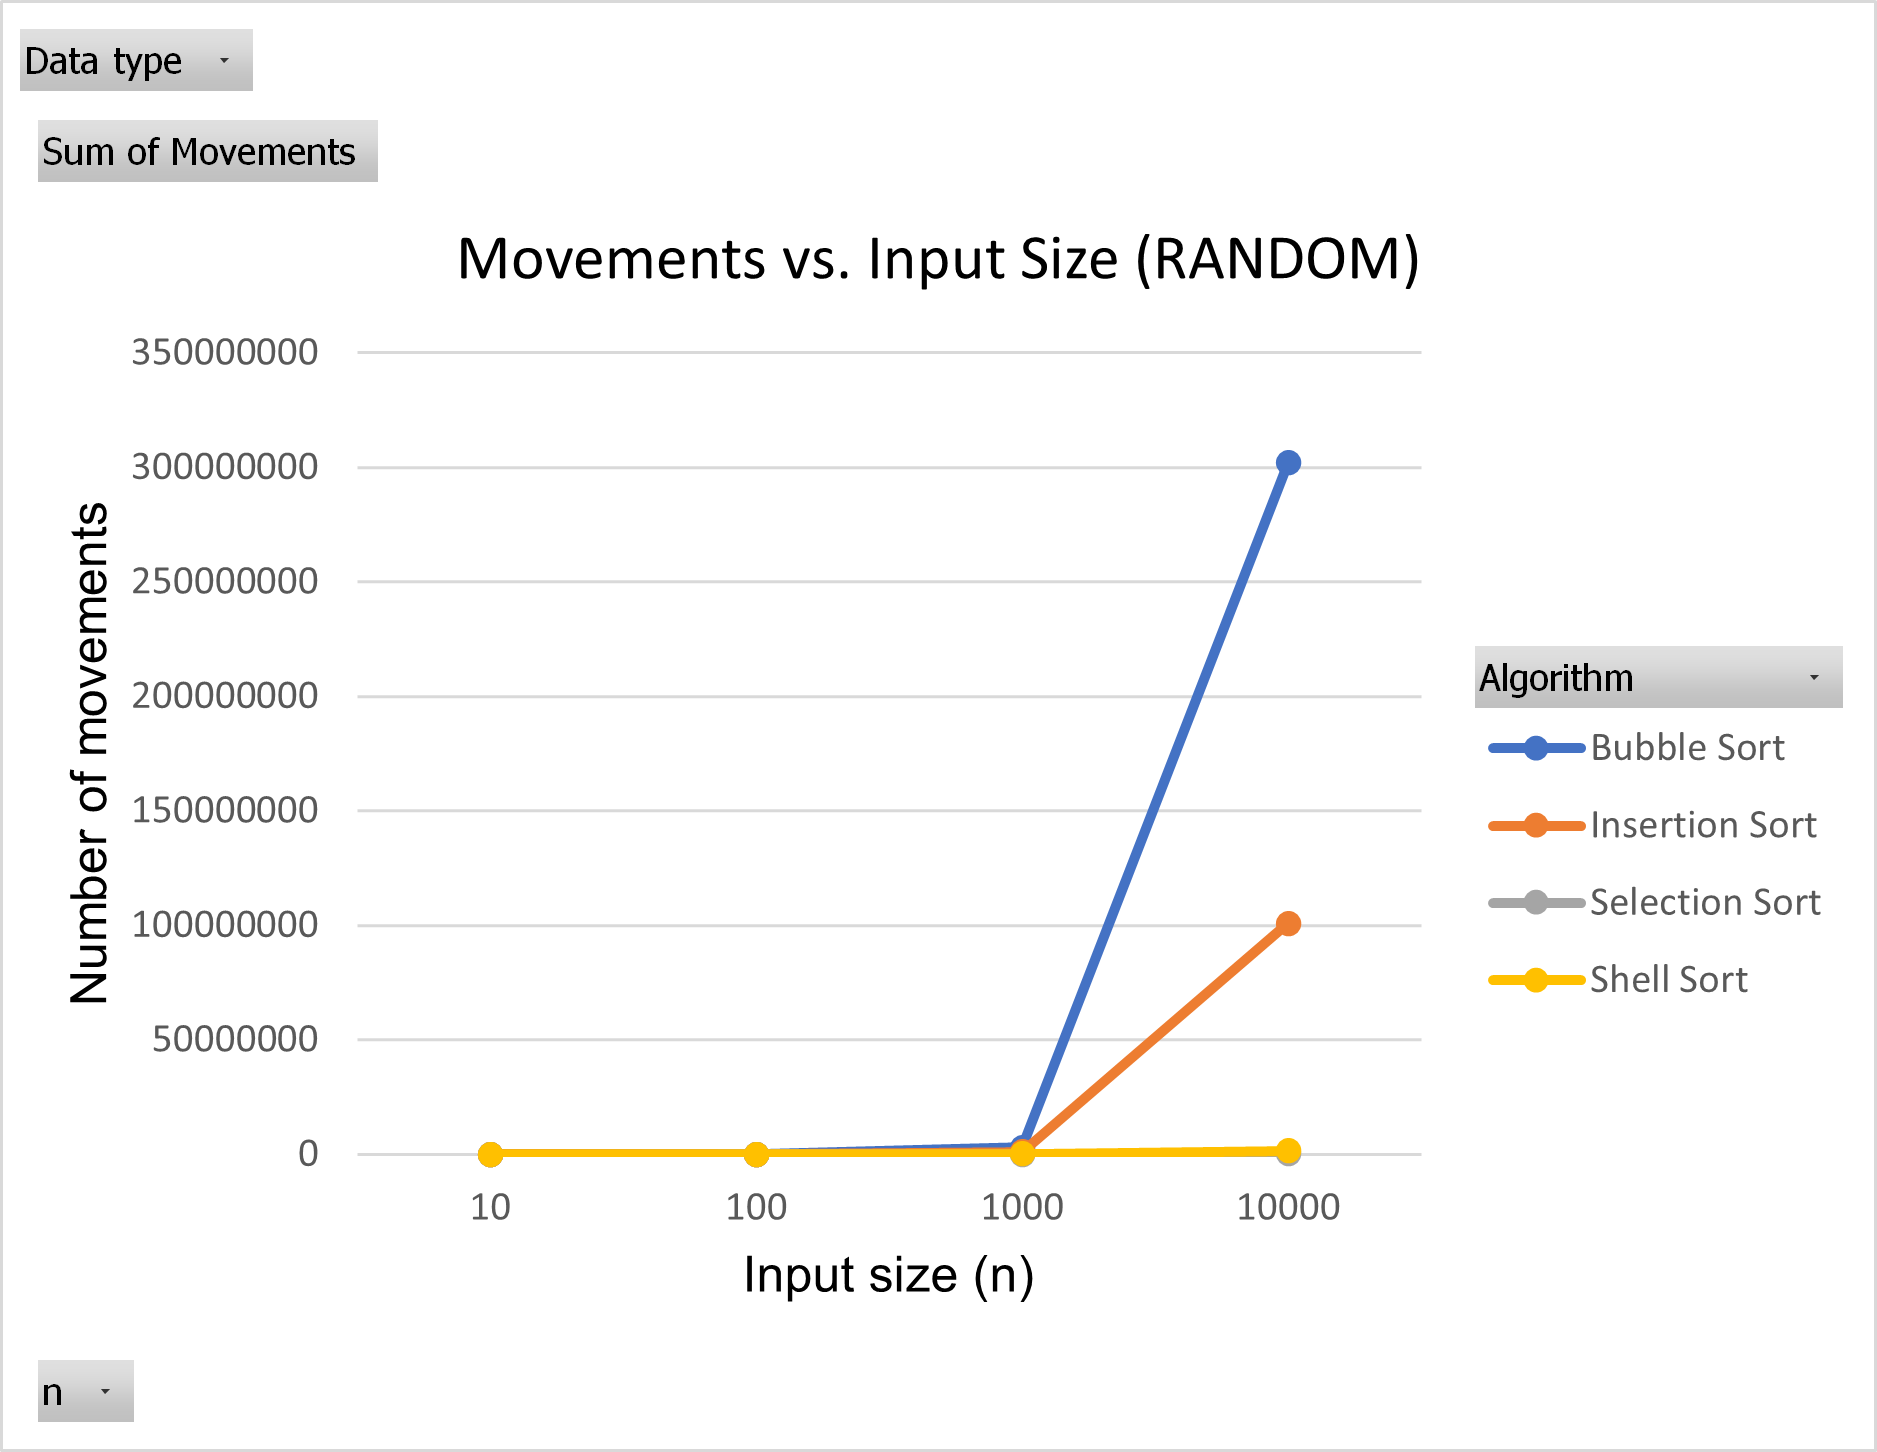 Data type
Sum of Movements
Movements vs. Input Size (RANDOM)
350000000
300000000
250000000
200000000
150000000
100000000
50000000
0
Number of movements
10 100 1000 10000
Input size (n)
Algorithm
Bubble Sort
Insertion Sort
Selection Sort
Shell Sort
n